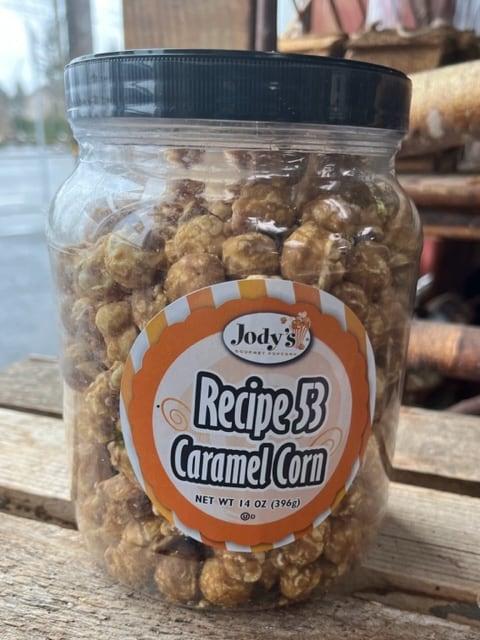 Jody's
GOURMET POPCORN
Recipe 53
Caramel Corn
NET WT 14 OZ (396g)
Ⓤ D